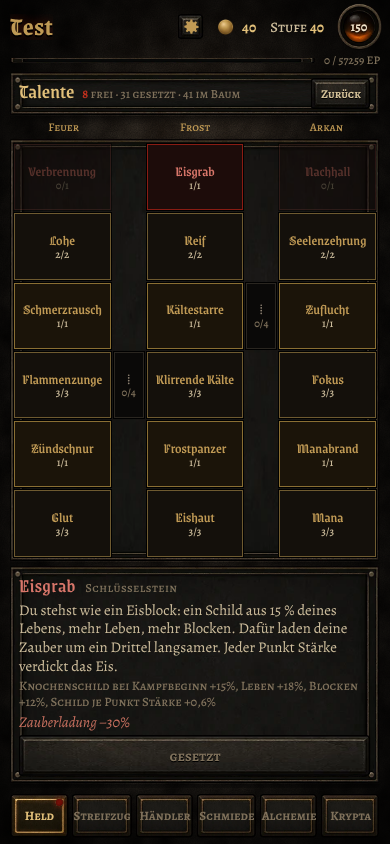 Test
40 STUFE 40 150
0 / 57259 EP
Talente 8 FREI · 31 GESETZT · 41 IM BAUM ZURÜCK
FEUER FROST ARKAN
Verbrennung Eisgrab Nachhall
0/1 1/1 0/1
Lohe Reif Seelenzehrung
2/2 2/2 2/2
Schmerzrausch Kältestarre Zuflucht
1/1 1/1 0/4 1/1
Flammenzunge Klirrende Kälte Fokus
3/3 0/4 3/3 3/3
Zündschnur Frostpanzer Manabrand
1/1 1/1 1/1
Glut Eishaut Mana
3/3 3/3 3/3
Eisgrab SCHLÜSSELSTEIN
Du stehst wie ein Eisblock: ein Schild aus 15 % deines
Lebens, mehr Leben, mehr Blocken. Dafür laden deine
Zauber um ein Drittel langsamer. Jeder Punkt Stärke
verdickt das Eis.
KNOCHENSCHILD BEI KAMPFBEGINN +15%, LEBEN +18%, BLOCKEN
+12%, SCHILD JE PUNKT STÄRKE +0,6%
Zauberladung −30%
GESETZT
HELD STREIFZUG HÄNDLER SCHMIEDE ALCHEMIE KRYPTA